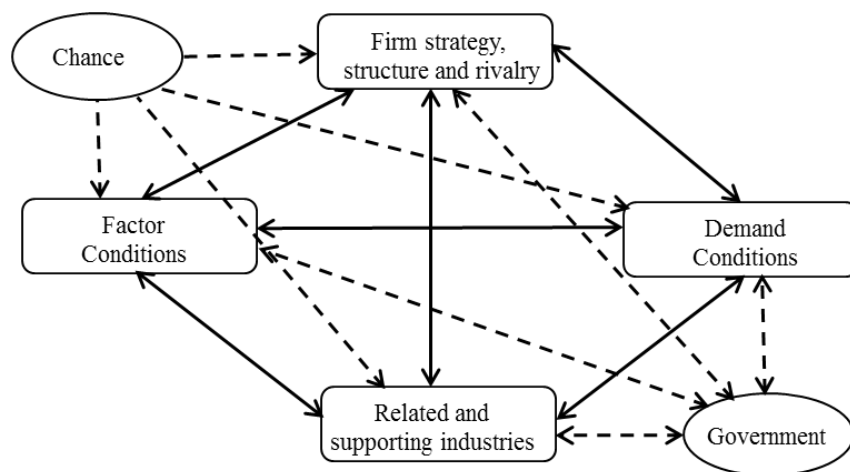 Chance
Firm strategy,
structure and rivalry
Factor
Conditions
Demand
Conditions
Related and
supporting industries
Government